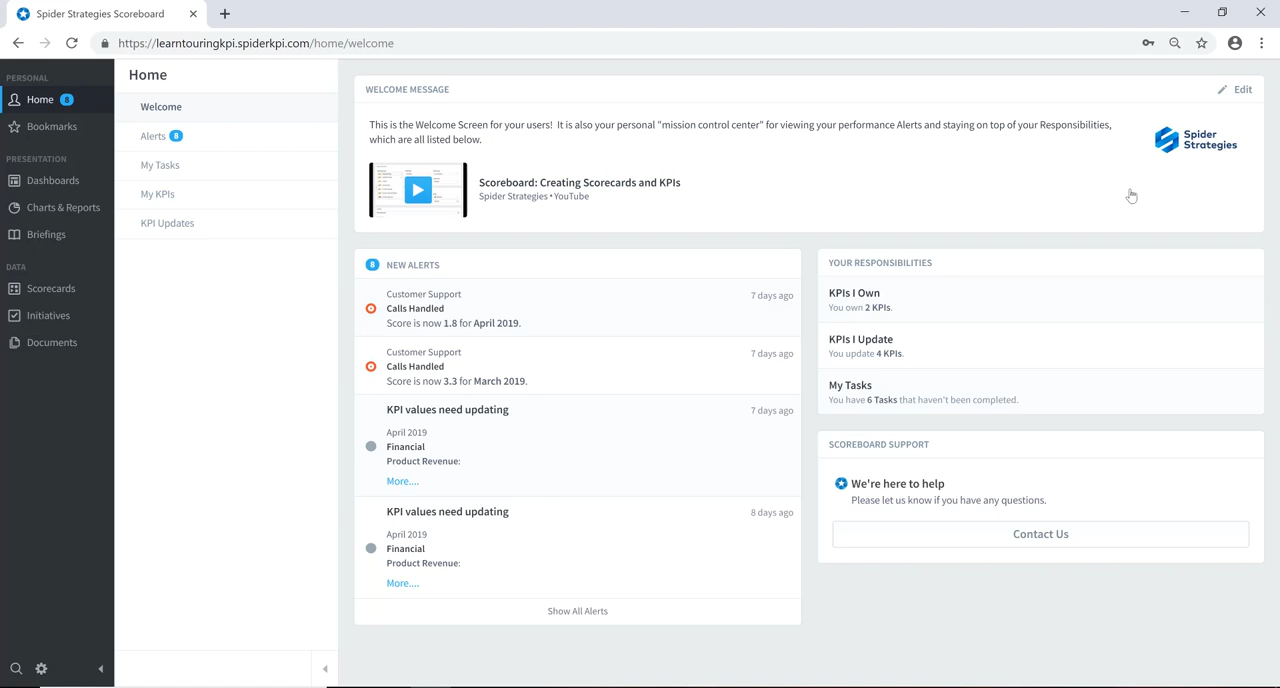 Spider Strategies Scoreboard
https://learntouringkpi.spiderkpi.com/home/welcome
PERSONAL
Home 8
Bookmarks
PRESENTATION
Dashboards
Charts & Reports
Briefings
DATA
Scorecards
Initiatives
Documents
Home
Welcome
Alerts 8
My Tasks
My KPIs
KPI Updates
WELCOME MESSAGE
Edit
This is the Welcome Screen for your users! It is also your personal "mission control center" for viewing your performance Alerts and staying on top of your Responsibilities,
which are all listed below.
Spider
Strategies
Scoreboard: Creating Scorecards and KPIs
Spider Strategies • YouTube
8 NEW ALERTS
Customer Support
7 days ago
Calls Handled
Score is now 1.8 for April 2019.
Customer Support
7 days ago
Calls Handled
Score is now 3.3 for March 2019.
KPI values need updating
7 days ago
April 2019
Financial
Product Revenue:
More....
KPI values need updating
8 days ago
April 2019
Financial
Product Revenue:
More....
Show All Alerts
YOUR RESPONSIBILITIES
KPIs I Own
You own 2 KPIs.
KPIs I Update
You update 4 KPIs.
My Tasks
You have 6 Tasks that haven't been completed.
SCOREBOARD SUPPORT
We're here to help
Please let us know if you have any questions.
Contact Us